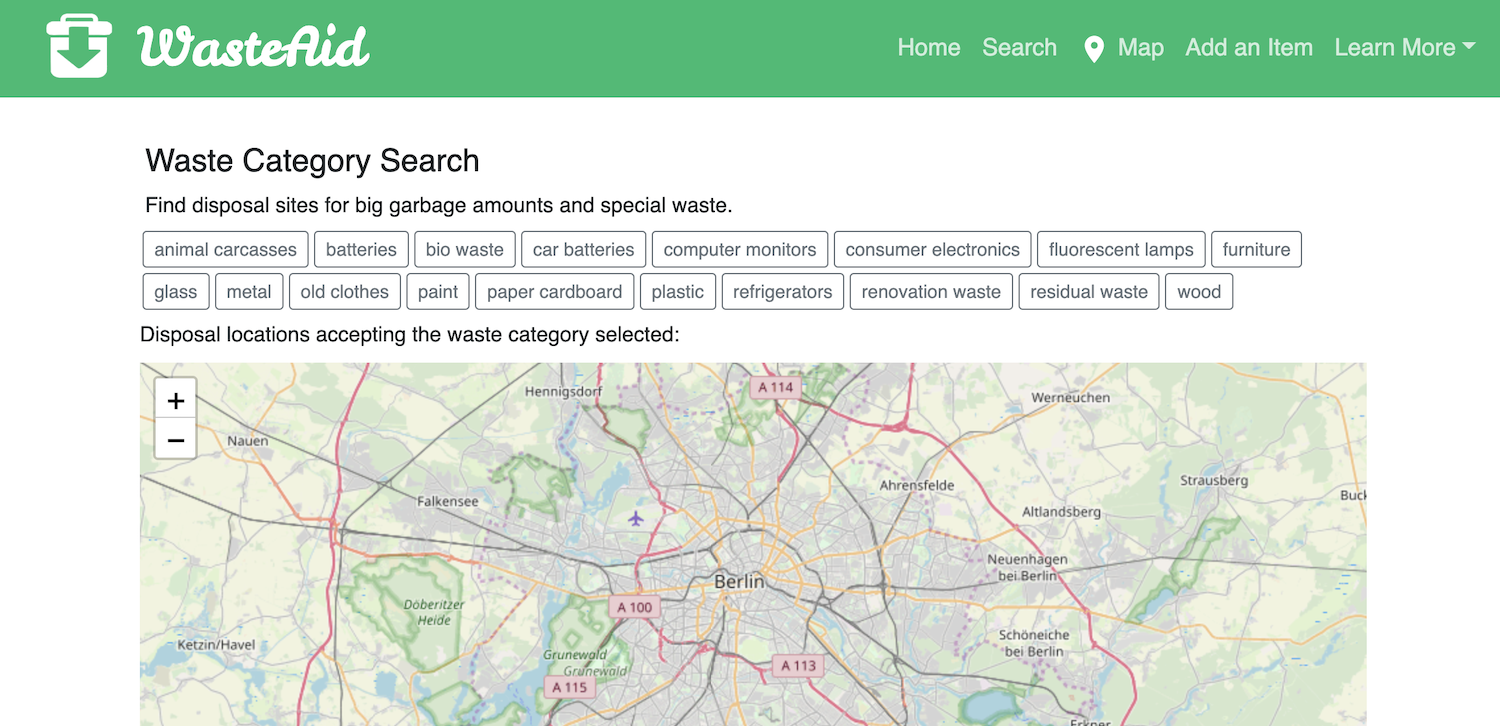 WasteAid
Home Search Map Add an Item Learn More
Waste Category Search
Find disposal sites for big garbage amounts and special waste.
animal carcasses batteries bio waste car batteries computer monitors consumer electronics fluorescent lamps furniture
glass metal old clothes paint paper cardboard plastic refrigerators renovation waste residual waste wood
Disposal locations accepting the waste category selected:
+
−
Hennigsdorf
A 114
Werneuchen
Nauen
Falkensee
Ahrensfelde
Strausberg
Buck
Altlandsberg
Neuenhagen
bei Berlin
Berlin
Döberitzer
Heide
A 100
Ketzin/Havel
Schöneiche
bei Berlin
Grunewald
Grunewald
A 113
A 115
Erkner